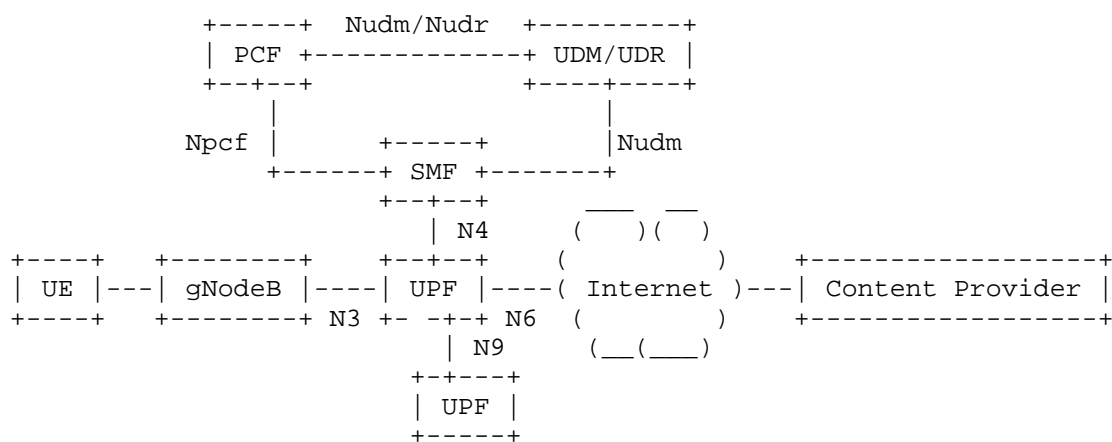 Nudm/Nudr
PCF UDM/UDR
Npcf SMF Nudm
N4
UE gNodeB UPF Internet Content Provider
N3 N6
N9
UPF